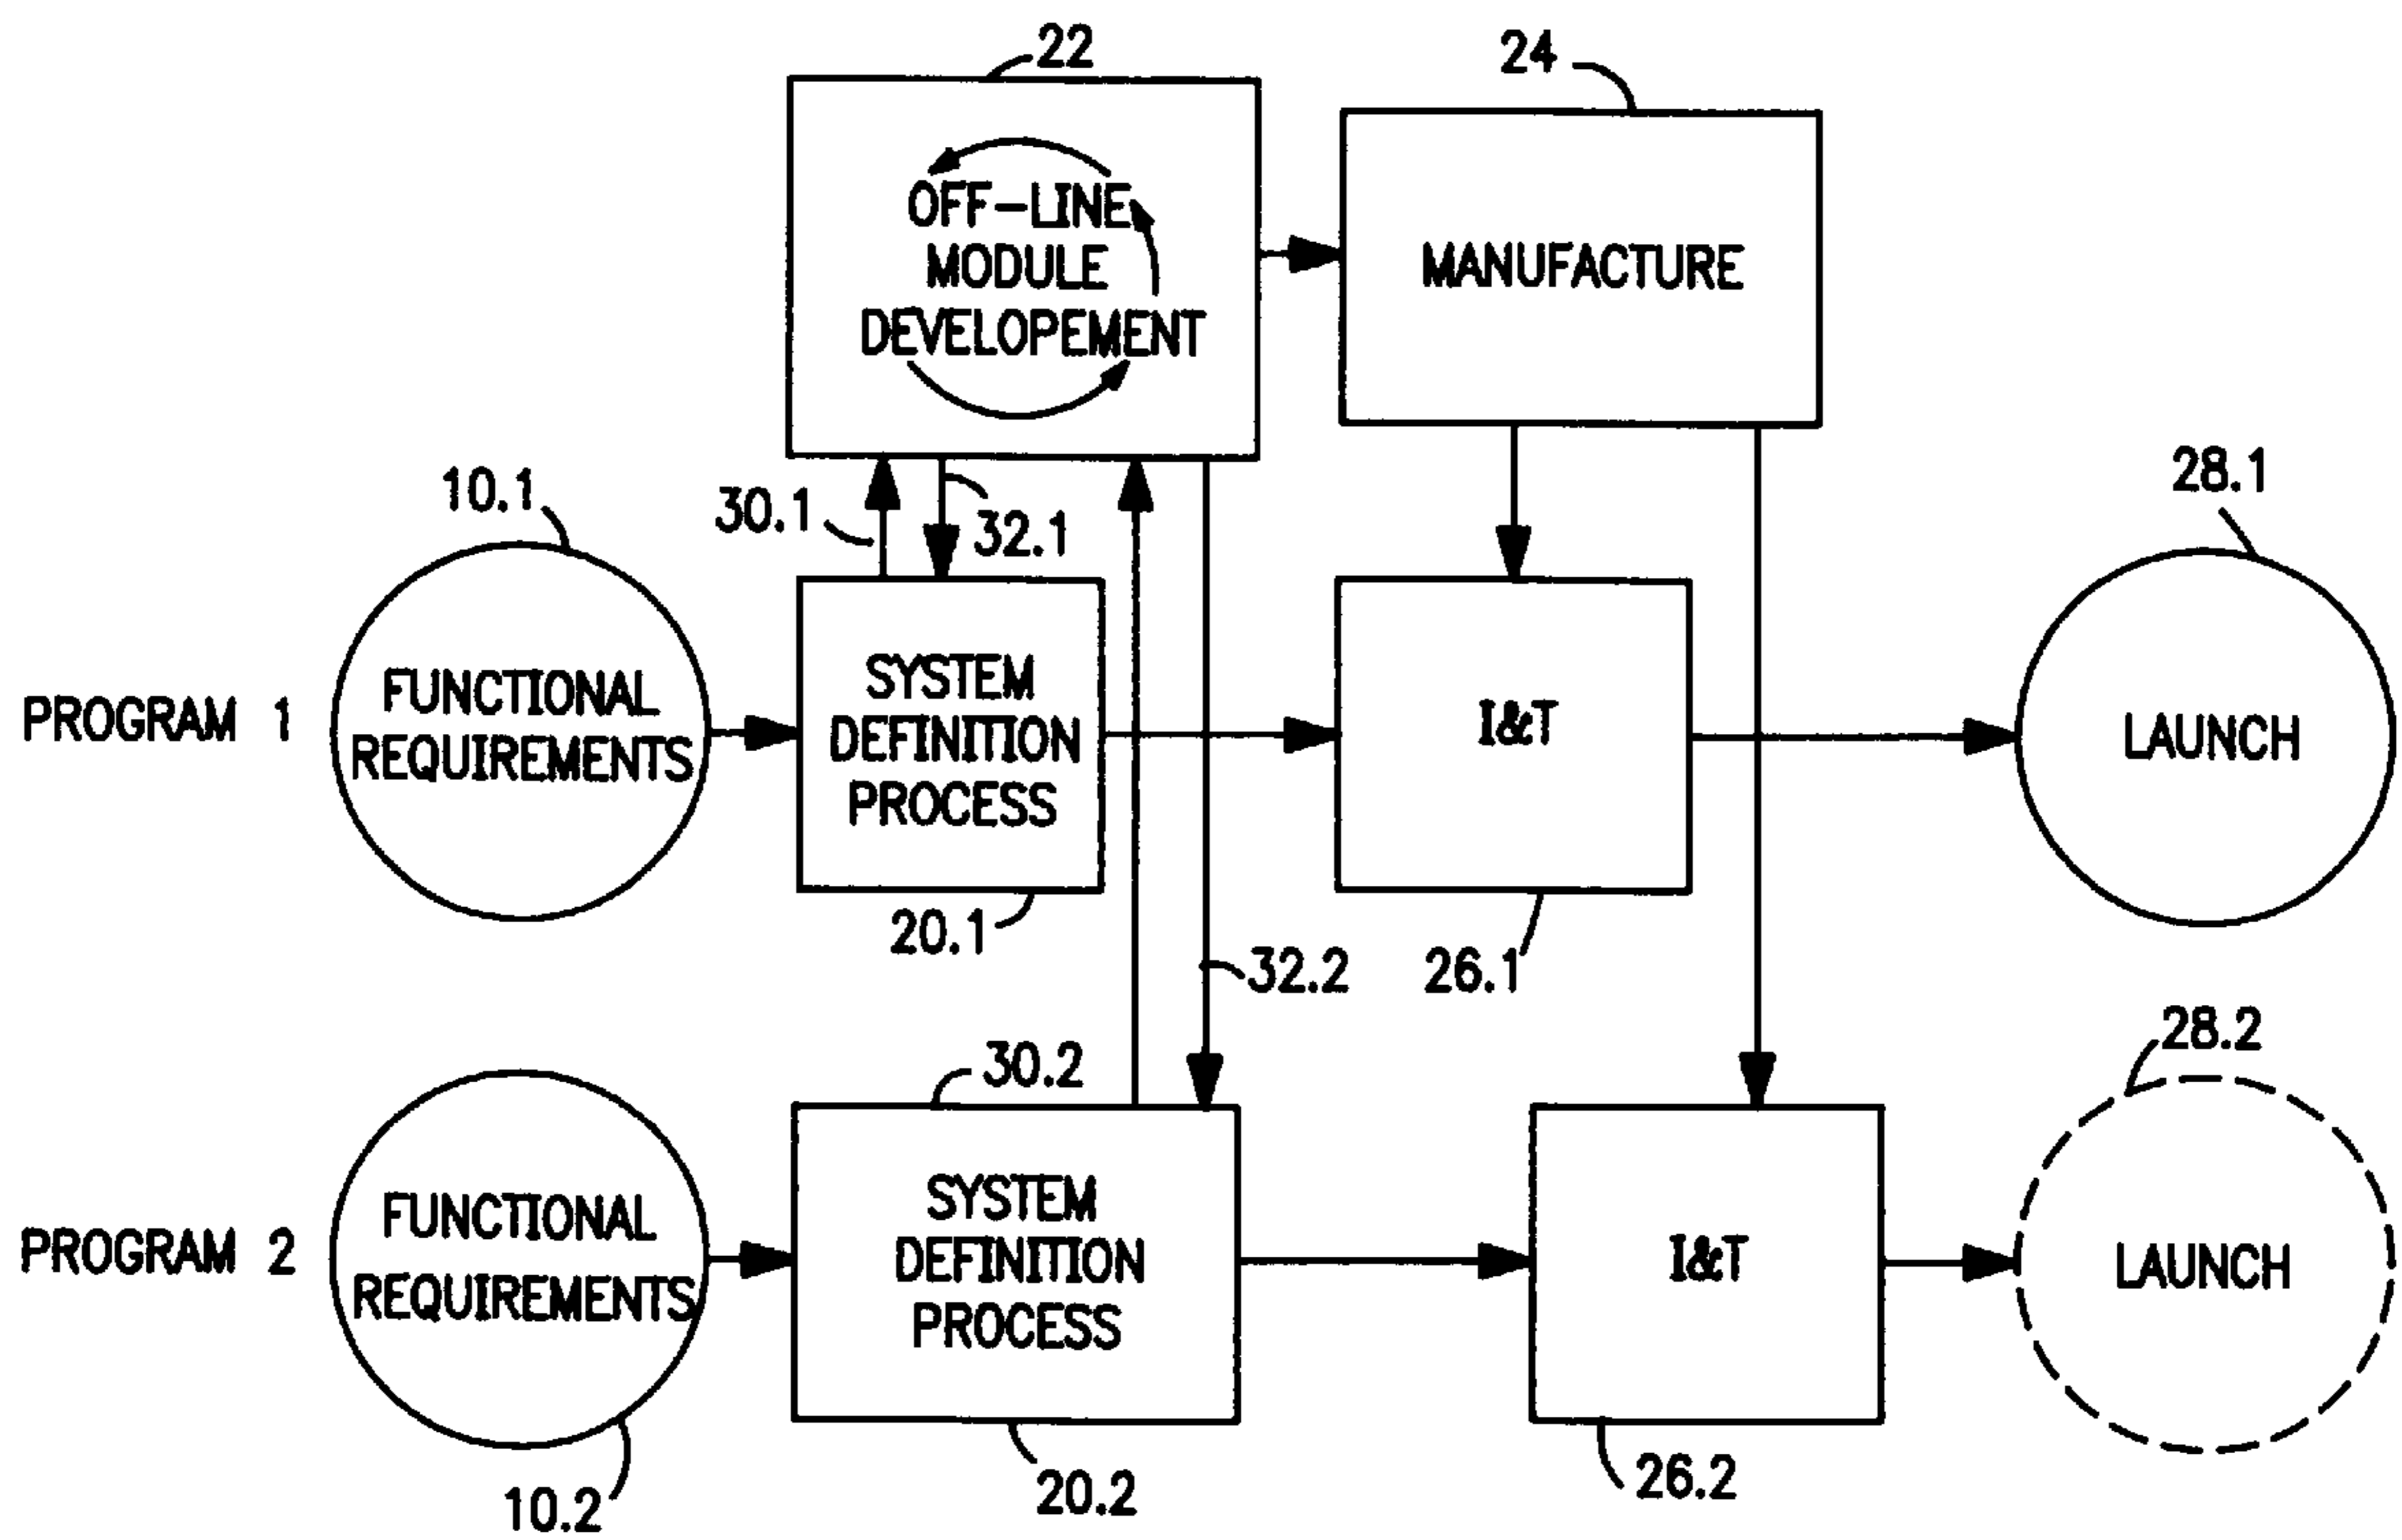 22
24
OFF-LINE
MODULE
DEVELOPEMENT
MANUFACTURE
10.1
30.1
32.1
28.1
PROGRAM 1
FUNCTIONAL
REQUIREMENTS
SYSTEM
DEFINITION
PROCESS
I&T
LAUNCH
20.1
26.1
32.2
30.2
28.2
PROGRAM 2
FUNCTIONAL
REQUIREMENTS
SYSTEM
DEFINITION
PROCESS
I&T
LAUNCH
10.2
20.2
26.2